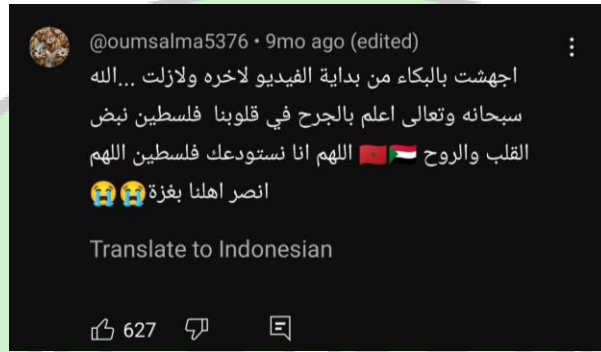 @oumsalma5376 • 9mo ago (edited)
اجهشت بالبكاء من بداية الفيديو لاخره ولازلت ...الله
سبحانه وتعالى اعلم بالجرح في قلوبنا فلسطين نبض
القلب والروح 🇸🇩🇲🇦 اللهم انا نستودعك فلسطين اللهم
انصر اهلنا بغزة😭😭
Translate to Indonesian
627